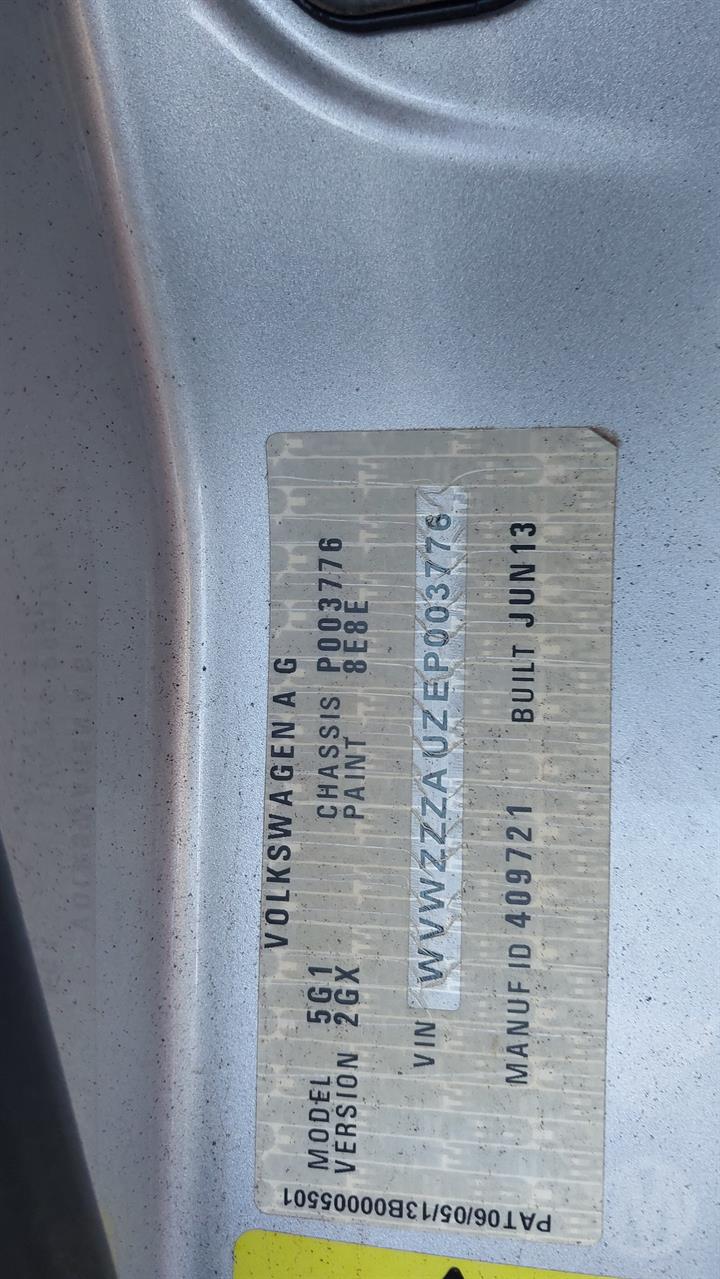 VOLKSWAGEN A G
MODEL 5G1 CHASSIS P003776
VERSION 2GX PAINT 8E8E
VIN WVWZZZAUZEP003776
MANUF ID 409721 BUILT JUN 13
PAT06/05/13B00005501